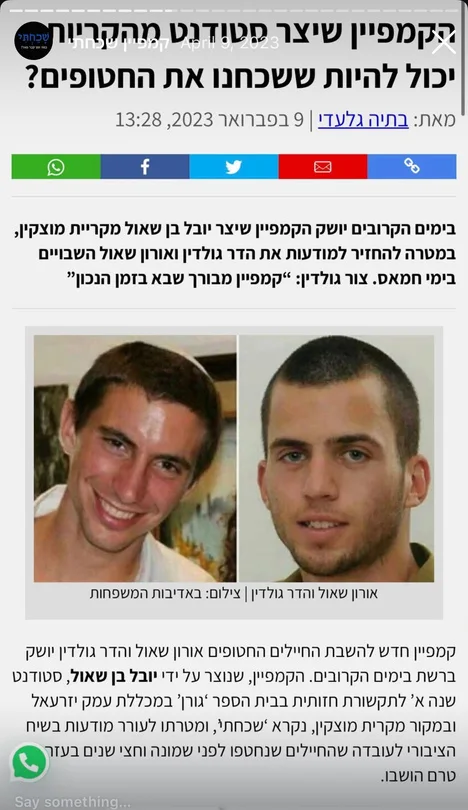 הקמפיין שיצר סטודנט מהקריות
קמפיין שכחתי April 9, 2023
שכחתי
יכול להיות ששכחנו את החטופים?
מאת: בתיה גלעדי | 9 בפברואר 2023, 13:28
בימים הקרובים יושק הקמפיין שיצר יובל בן שאול מקריית מוצקין,
במטרה להחזיר למודעות את הדר גולדין ואורון שאול השבויים
בימי חמאס. צור גולדין: “קמפיין מבורך שבא בזמן הנכון”
אורון שאול והדר גולדין | צילום: באדיבות המשפחות
קמפיין חדש להשבת החיילים החטופים אורון שאול והדר גולדין יושק
ברשת בימים הקרובים. הקמפיין, שנוצר על ידי יובל בן שאול, סטודנט
שנה א’ לתקשורת חזותית בבית הספר ‘גורן’ במכללת עמק יזרעאל
ובמקור מקרית מוצקין, נקרא ‘שכחתי’, ומטרתו לעורר מודעות בשיח
הציבורי לעובדה שהחיילים שנחטפו לפני שמונה וחצי שנים בעזה
טרם הושבו.
Say something...